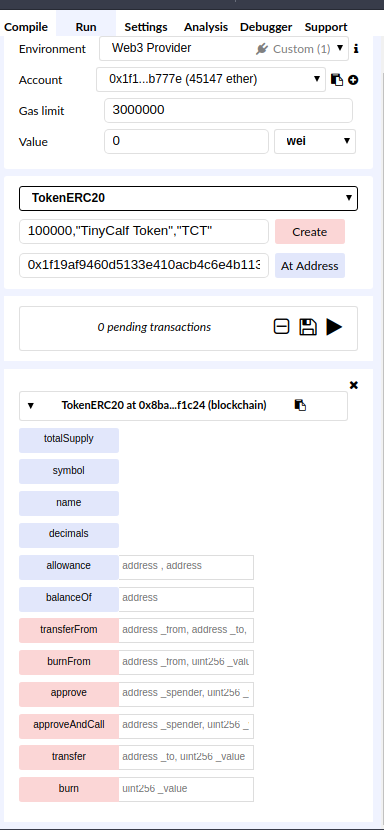 Compile Run Settings Analysis Debugger Support
Environment Web3 Provider Custom (1) ▾ i
Account 0x1f1...b777e (45147 ether) ▾
Gas limit 3000000
Value 0 wei ▾
TokenERC20 ▾
100000,"TinyCalf Token","TCT" Create
0x1f19af9460d5133e410acb4c6e4b113 At Address
0 pending transactions
✖
▾ TokenERC20 at 0x8ba...f1c24 (blockchain)
totalSupply
symbol
name
decimals
allowance address , address
balanceOf address
transferFrom address _from, address _to,
burnFrom address _from, uint256 _valu
approve address _spender, uint256 _
approveAndCall address _spender, uint256 _
transfer address _to, uint256 _value
burn uint256 _value